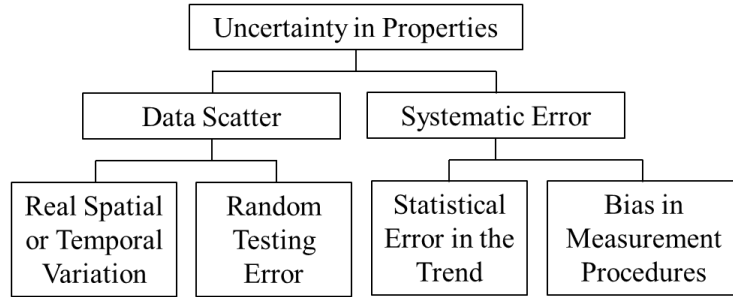 Uncertainty in Properties
Data Scatter
Systematic Error
Real Spatial
or Temporal
Variation
Random
Testing
Error
Statistical
Error in the
Trend
Bias in
Measurement
Procedures